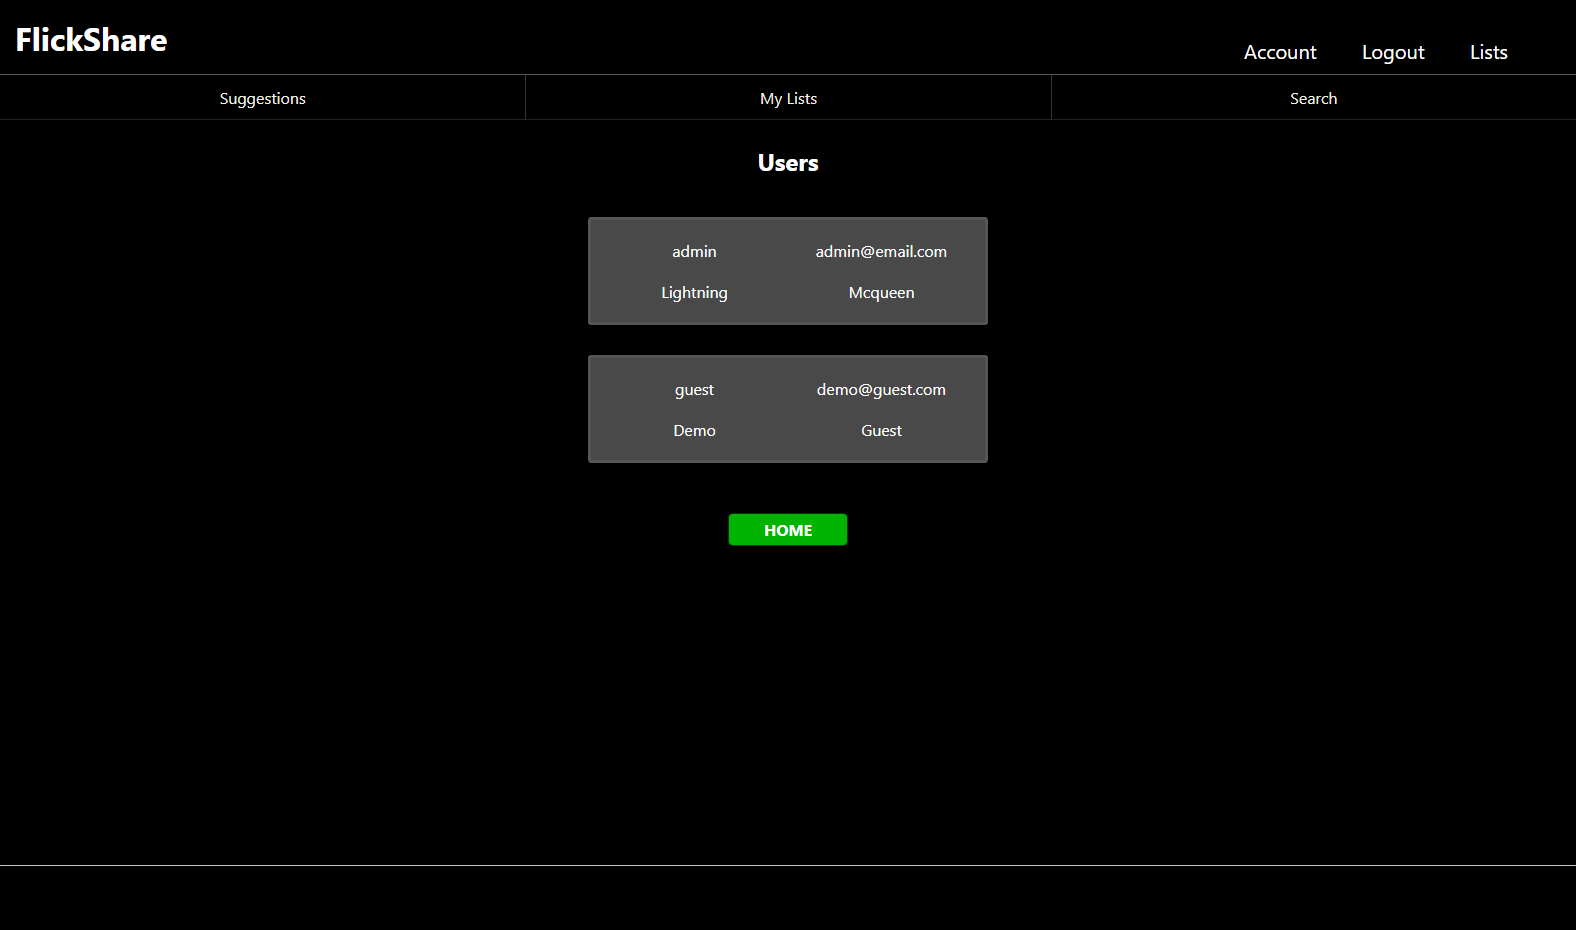 FlickShare
Account Logout Lists
Suggestions My Lists Search
Users
admin admin@email.com
Lightning Mcqueen
guest demo@guest.com
Demo Guest
HOME